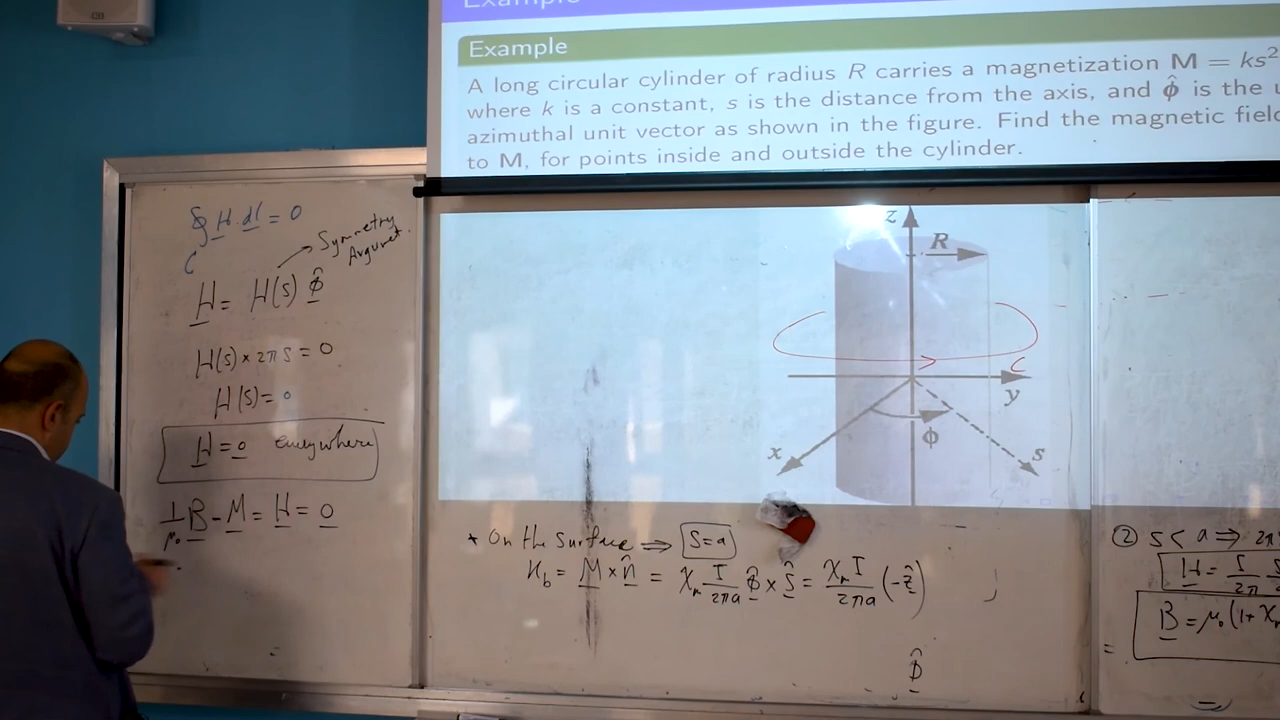 Example
Example
A long circular cylinder of radius R carries a magnetization M = ks²
where k is a constant, s is the distance from the axis, and φ̂ is the
azimuthal unit vector as shown in the figure. Find the magnetic
to M, for points inside and outside the cylinder.
∮ H · dl = 0
C
Symmetry
H = H(s) φ̂
H(s) × 2πs = 0
H(s) = 0
H = 0 everywhere
1/μ₀ B - M = H = 0
z
R
C
y
φ
x
s
* On the surface ⇒ S=a
K_b = M × n̂ = χ_m I/2πa φ̂ × ŝ = χ_m I/2πa (-ẑ)
φ̂
② s < a ⇒
H = I/2π
B = μ₀(1+ χ_m
=